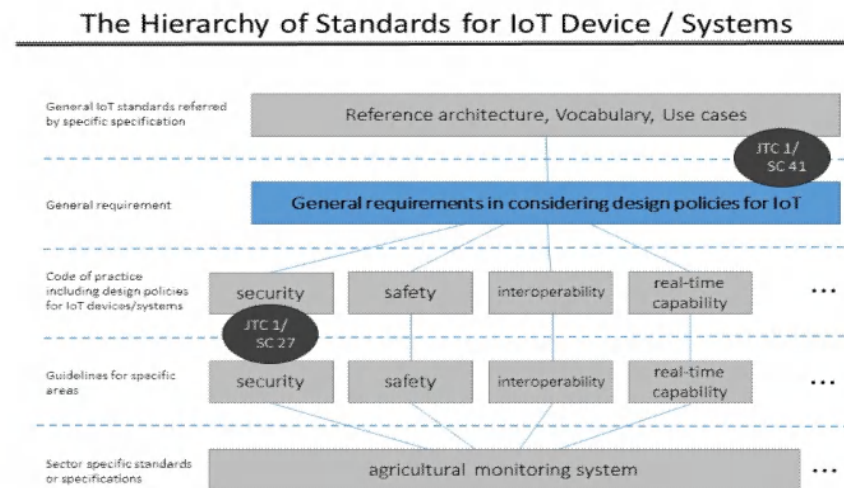 The Hierarchy of Standards for IoT Device / Systems
General IoT standards referred
by specific specification
Reference architecture, Vocabulary, Use cases
JTC 1/
SC 41
General requirement
General requirements in considering design policies for IoT
Code of practice
including design policies
for IoT devices/systems
security
safety
interoperability
real-time
capability
...
JTC 1/
SC 27
Guidelines for specific
areas
security
safety
interoperability
real-time
capability
...
Sector specific standards
or specifications
agricultural monitoring system
...